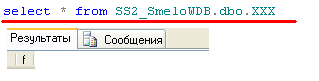 select * from SS2_SmeloWDB.dbo.XXX
Результаты Сообщения
f